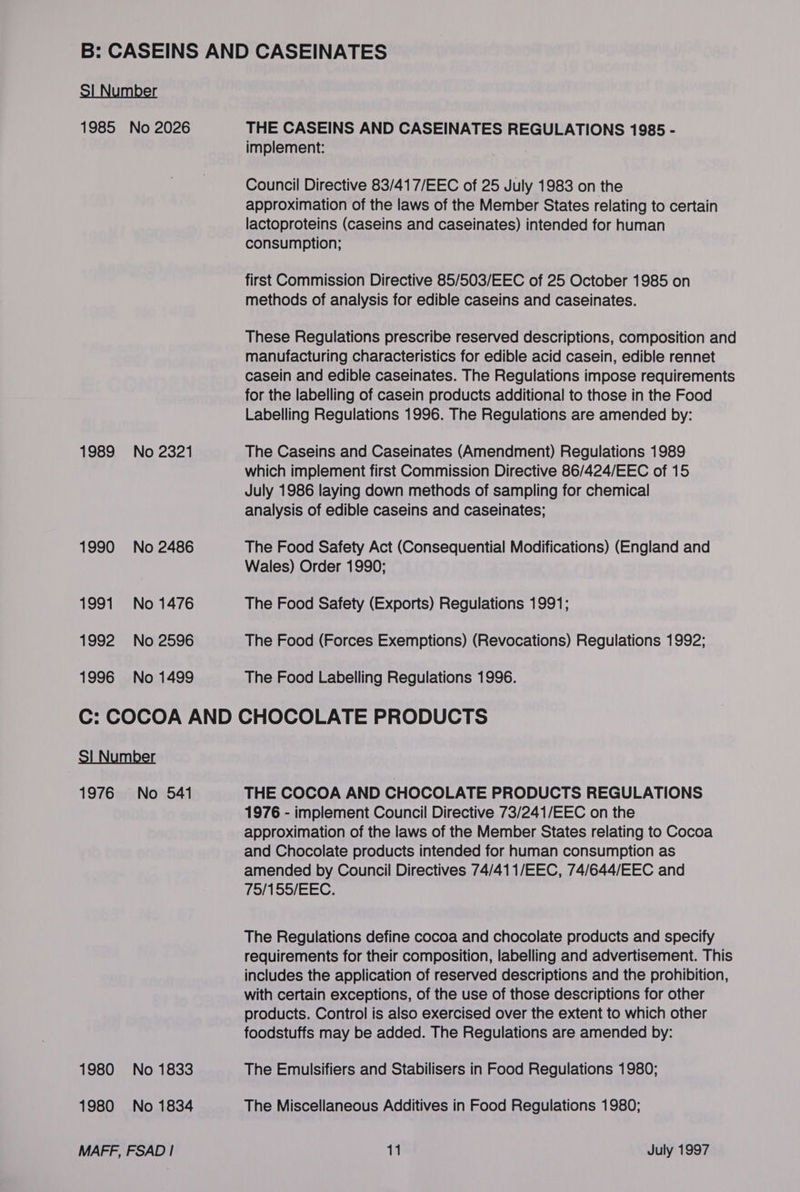 B: CASEINS AND CASEINATES
SI Number
1985 No 2026 THE CASEINS AND CASEINATES REGULATIONS 1985 -
implement:
Council Directive 83/417/EEC of 25 July 1983 on the
approximation of the laws of the Member States relating to certain
lactoproteins (caseins and caseinates) intended for human
consumption;
first Commission Directive 85/503/EEC of 25 October 1985 on
methods of analysis for edible caseins and caseinates.
These Regulations prescribe reserved descriptions, composition and
manufacturing characteristics for edible acid casein, edible rennet
casein and edible caseinates. The Regulations impose requirements
for the labelling of casein products additional to those in the Food
Labelling Regulations 1996. The Regulations are amended by:
1989 No 2321 The Caseins and Caseinates (Amendment) Regulations 1989
which implement first Commission Directive 86/424/EEC of 15
July 1986 laying down methods of sampling for chemical
analysis of edible caseins and caseinates;
1990 No 2486 The Food Safety Act (Consequential Modifications) (England and
Wales) Order 1990;
1991 No 1476 The Food Safety (Exports) Regulations 1991;
1992 No 2596 The Food (Forces Exemptions) (Revocations) Regulations 1992;
1996 No 1499 The Food Labelling Regulations 1996.
C: COCOA AND CHOCOLATE PRODUCTS
SI Number
1976 No 541 THE COCOA AND CHOCOLATE PRODUCTS REGULATIONS
1976 - implement Council Directive 73/241/EEC on the
approximation of the laws of the Member States relating to Cocoa
and Chocolate products intended for human consumption as
amended by Council Directives 74/411/EEC, 74/644/EEC and
75/155/EEC.
The Regulations define cocoa and chocolate products and specify
requirements for their composition, labelling and advertisement. This
includes the application of reserved descriptions and the prohibition,
with certain exceptions, of the use of those descriptions for other
products. Control is also exercised over the extent to which other
foodstuffs may be added. The Regulations are amended by:
1980 No 1833 The Emulsifiers and Stabilisers in Food Regulations 1980;
1980 No 1834 The Miscellaneous Additives in Food Regulations 1980;
MAFF, FSAD I 11 July 1997